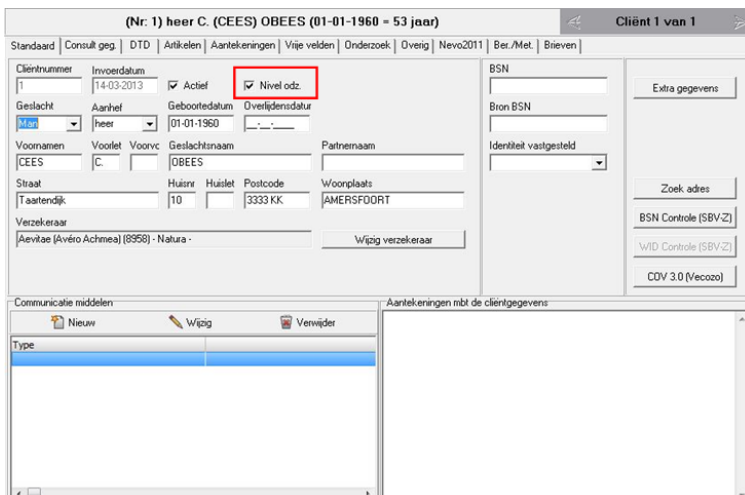 (Nr: 1) heer C. (CEES) OBEES (01-01-1960 = 53 jaar)
Cliënt 1 van 1
Standaard Consult geg. DTD Artikelen Aantekeningen Vrije velden Onderzoek Overig Nevo2011 Ber./Met. Brieven
Cliëntnummer Invoerdatum BSN
1 14-03-2013 Actief Nivel odz. Extra gegevens
Geslacht Aanhef Geboortedatum Overlijdensdatur Bron BSN
Man heer 01-01-1960 _-_-____
Voornamen Voorlet Voorvc Geslachtsnaam Partnernaam Identiteit vastgesteld
CEES C. OBEES
Straat Huisnr Huislet Postcode Woonplaats Zoek adres
Taartendijk 10 3333 KK AMERSFOORT
Verzekeraar BSN Controle (SBV-Z)
Aevitae (Avéro Achmea) (8958) - Natura - Wijzig verzekeraar WID Controle (SBV-Z)
COV 3.0 (Vecozo)
Communicatie middelen Aantekeningen mbt de cliëntgegevens
Nieuw Wijzig Verwijder
Type